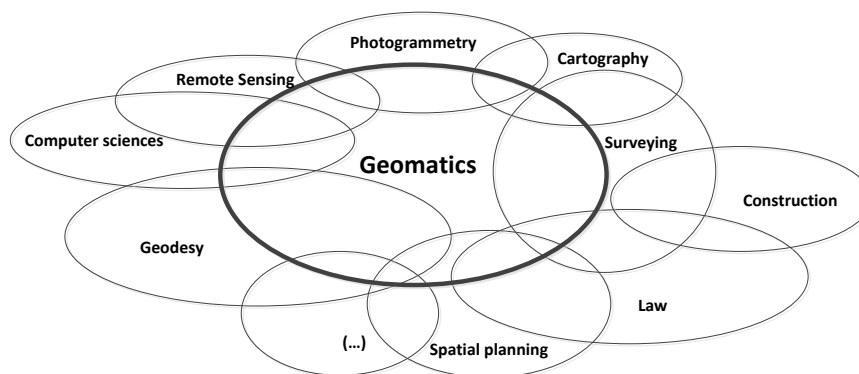 Photogrammetry
Cartography
Remote Sensing
Computer sciences
Surveying
Geomatics
Construction
Geodesy
Law
(...)
Spatial planning